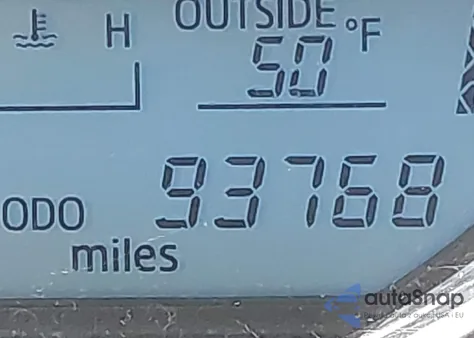 OUTSIDE
H
50 °F
ODO 93768
miles
autoSnap